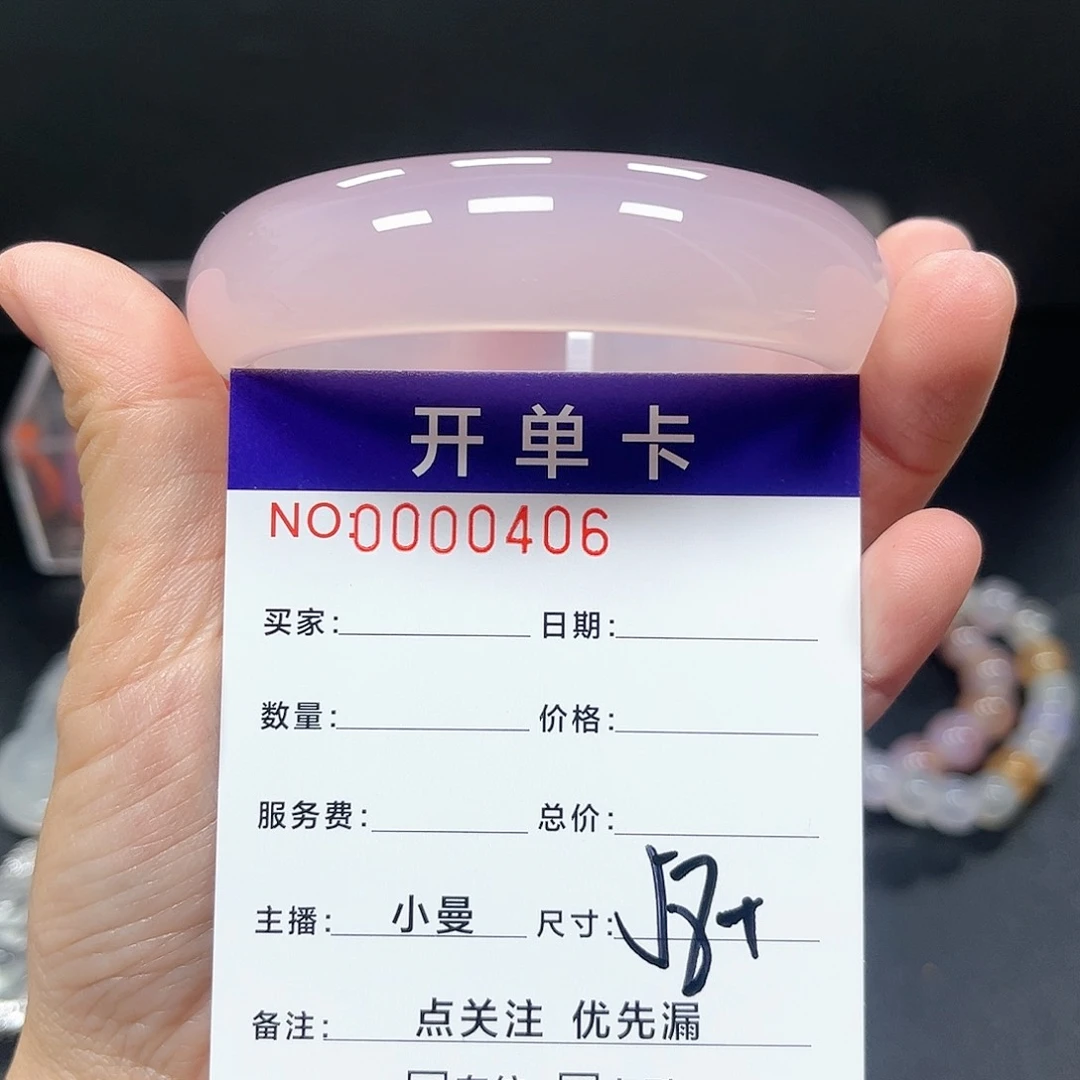 开单卡
NO:0000406
买家: 日期:
数量: 价格:
服务费: 总价:
主播: 小曼 尺寸: 58+
备注: 点关注 优先漏